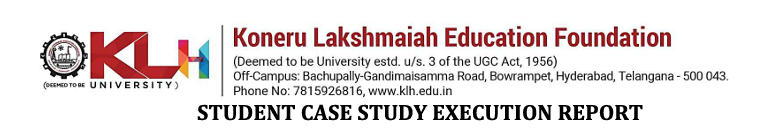 KLH
(DEEMED TO BE UNIVERSITY)
Koneru Lakshmaiah Education Foundation
(Deemed to be University estd. u/s. 3 of the UGC Act, 1956)
Off-Campus: Bachupally-Gandimaisamma Road, Bowrampet, Hyderabad, Telangana - 500 043.
Phone No: 7815926816, www.klh.edu.in
STUDENT CASE STUDY EXECUTION REPORT